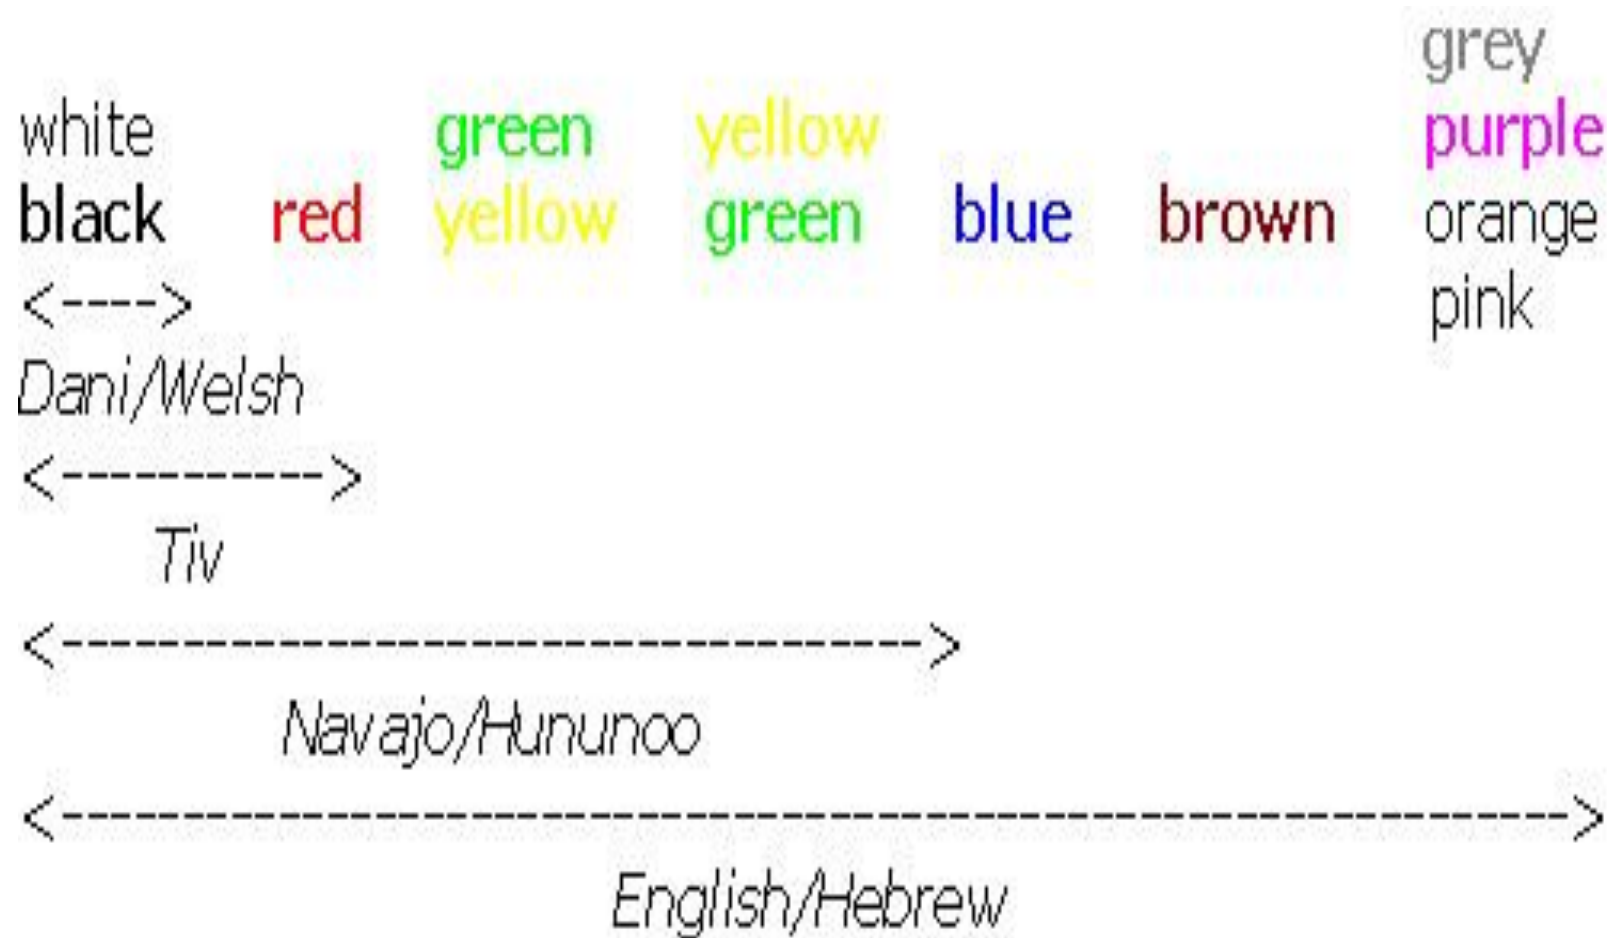 grey
white green yellow purple
black red yellow green blue brown orange
<----> pink
Dani/Welsh
<----------->
Tiv
<------------------------------------>
Navajo/Hununoo
<--------------------------------------------------------------->
English/Hebrew